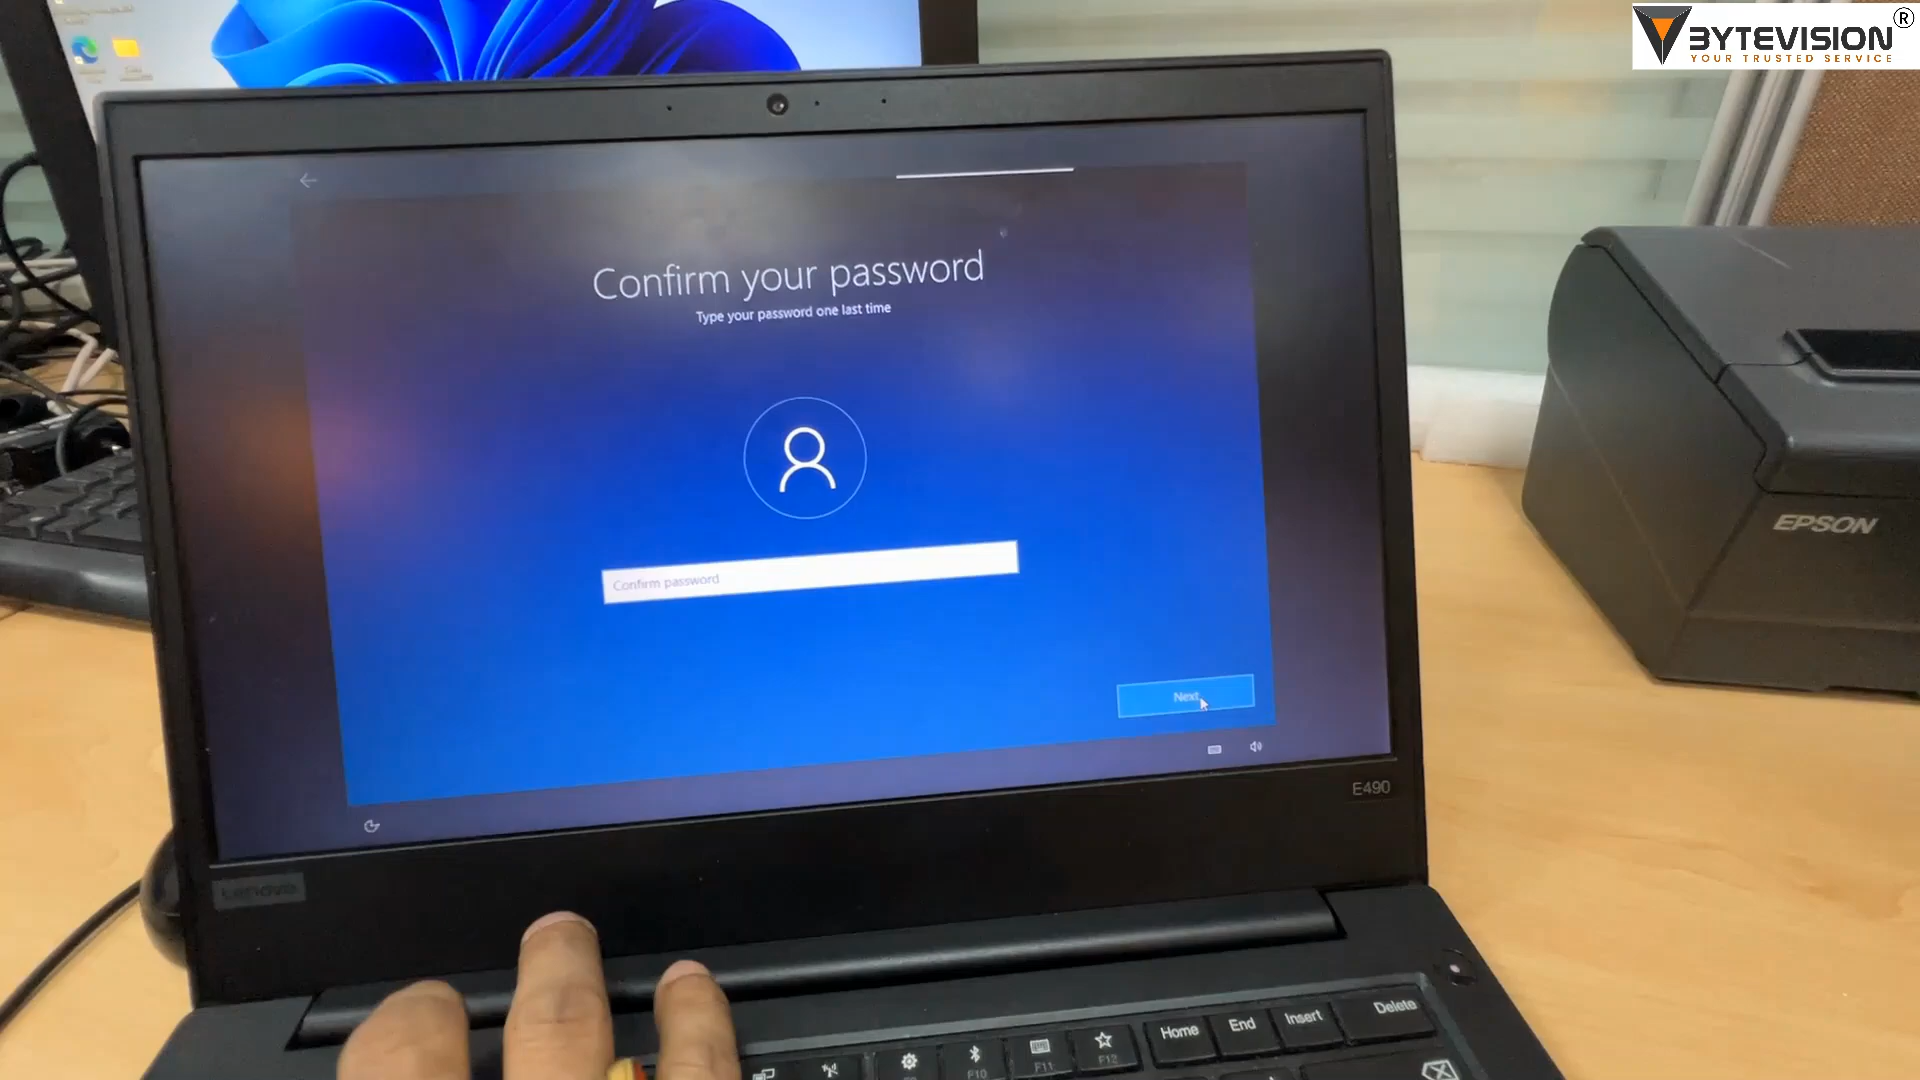 BYTEVISION®
YOUR TRUSTED SERVICE
Confirm your password
Type your password one last time
Confirm password
Next
EPSON
E490
Lenovo
Home
End
Insert
Delete
F10
F11
F12